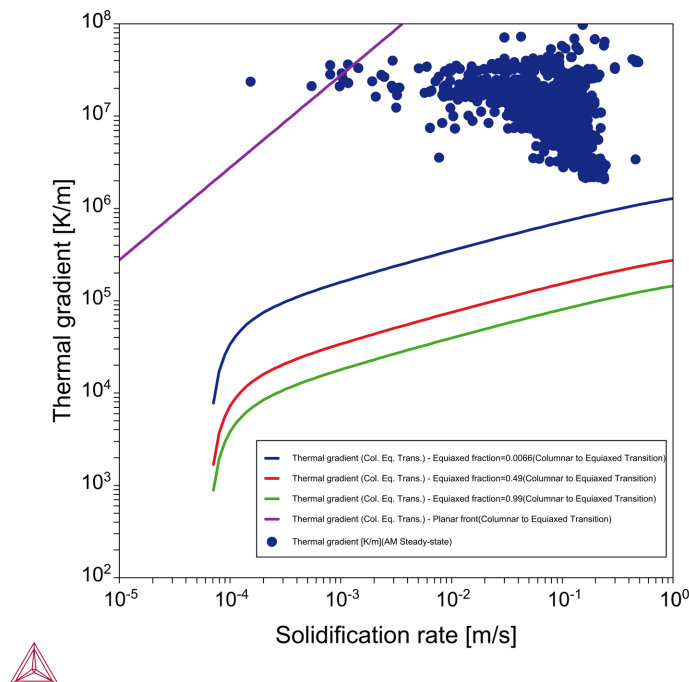 10^8
10^7
10^6
10^5
10^4
10^3
10^2
Thermal gradient [K/m]
Thermal gradient (Col. Eq. Trans.) - Equiaxed fraction=0.0066(Columnar to Equiaxed Transition)
Thermal gradient (Col. Eq. Trans.) - Equiaxed fraction=0.49(Columnar to Equiaxed Transition)
Thermal gradient (Col. Eq. Trans.) - Equiaxed fraction=0.99(Columnar to Equiaxed Transition)
Thermal gradient (Col. Eq. Trans.) - Planar front(Columnar to Equiaxed Transition)
Thermal gradient [K/m](AM Steady-state)
10^-5 10^-4 10^-3 10^-2 10^-1 10^0
Solidification rate [m/s]